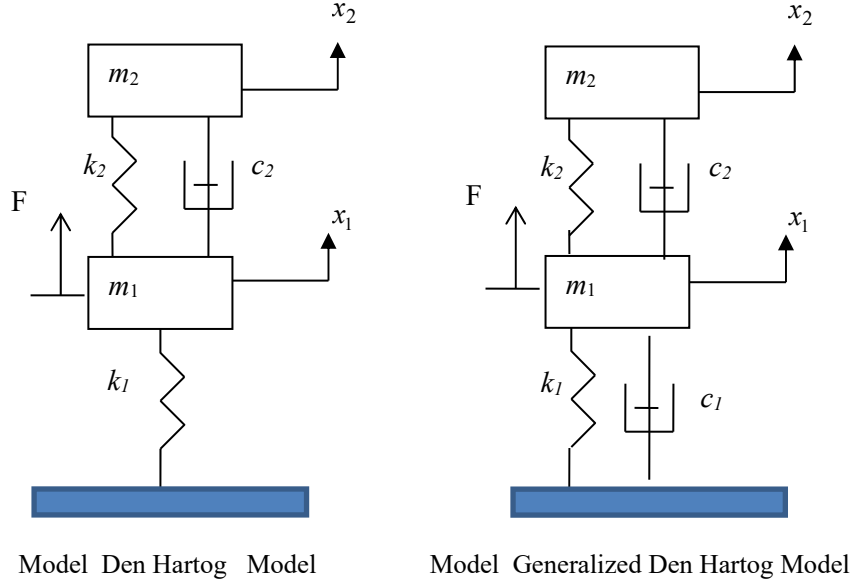 x2
x2
m2
m2
k2
c2
k2
c2
F
F
x1
x1
m1
m1
k1
k1
c1
Model Den Hartog Model
Model Generalized Den Hartog Model